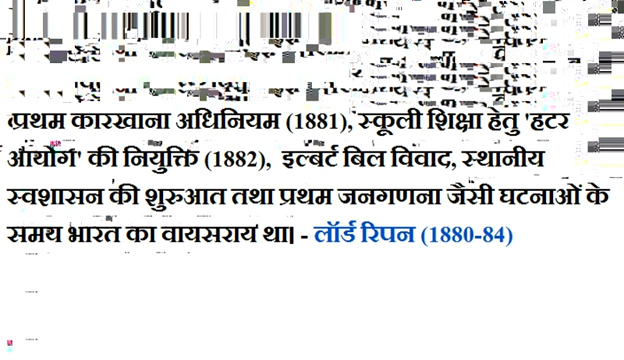 प्रथम कारखाना अधिनियम (1881), स्कूली शिक्षा हेतु 'हंटर
आयोग' की नियुक्ति (1882), इल्बर्ट बिल विवाद, स्थानीय
स्वशासन की शुरुआत तथा प्रथम जनगणना जैसी घटनाओं के
समय भारत का वायसराय था। - लॉर्ड रिपन (1880-84)